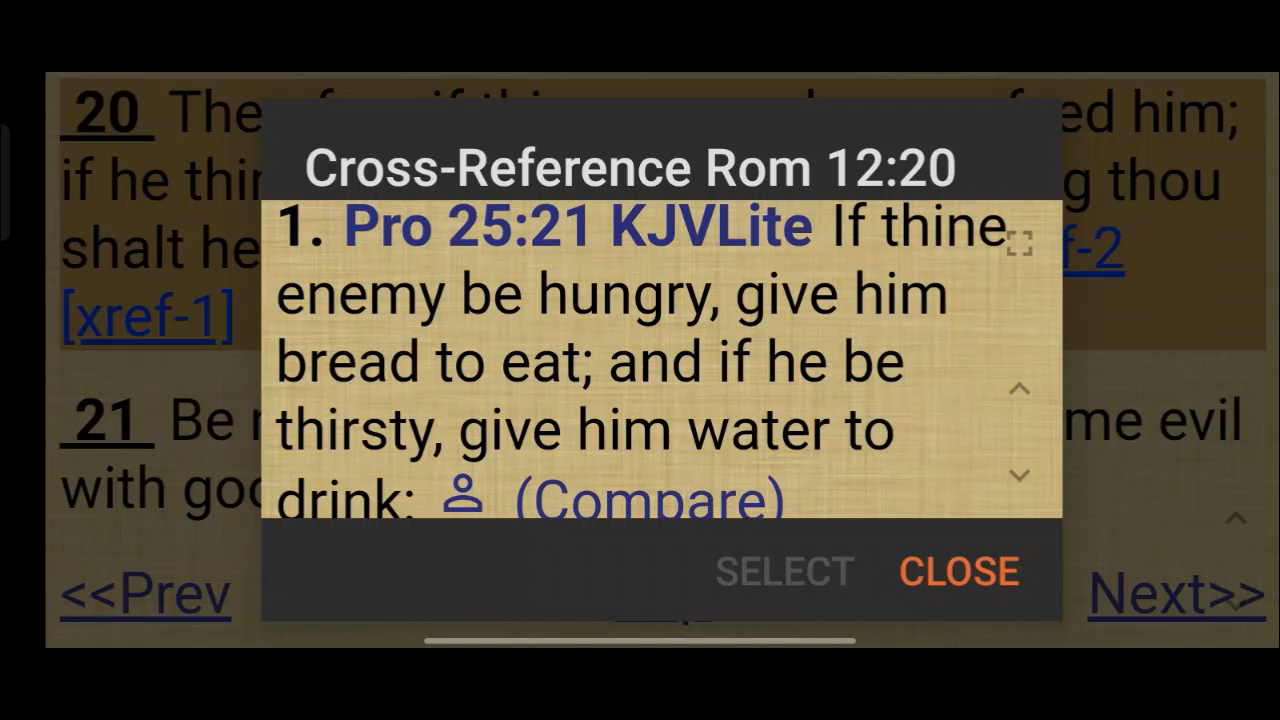 Cross-Reference Rom 12:20
1. Pro 25:21 KJVLite If thine
enemy be hungry, give him
bread to eat; and if he be
thirsty, give him water to
drink: (Compare)
SELECT CLOSE
20 The ed him;
if he thir g thou
shalt he f-2
[xref-1]
21 Be me evil
with goo
<<Prev Next>>